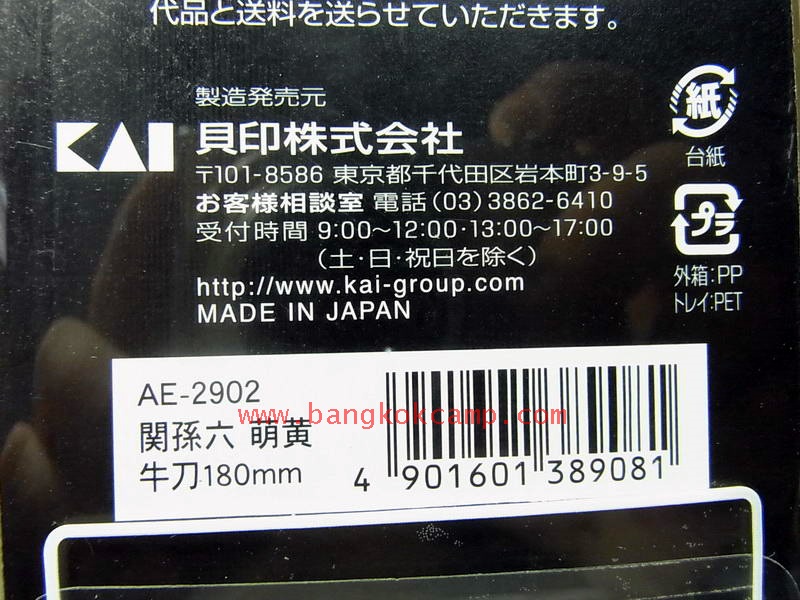 代品と送料を送らせていただきます。
製造発売元
KAI 貝印株式会社
〒101-8586 東京都千代田区岩本町3-9-5
お客様相談室 電話(03)3862-6410
受付時間 9:00～12:00・13:00～17:00
(土・日・祝日を除く)
http://www.kai-group.com
MADE IN JAPAN
紙
台紙
プラ
外箱:PP
トレイ:PET
AE-2902
www.bangkokcamp.com
関孫六 萌黄
牛刀180mm
4 901601 389081